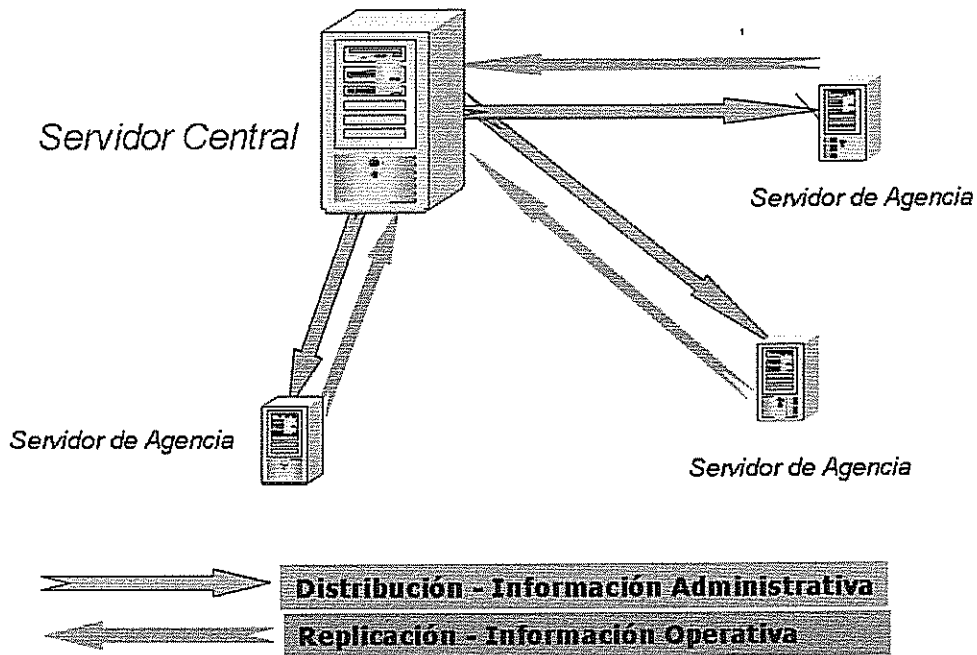 Servidor Central
Servidor de Agencia
Servidor de Agencia
Servidor de Agencia
Distribución - Información Administrativa
Replicación - Información Operativa